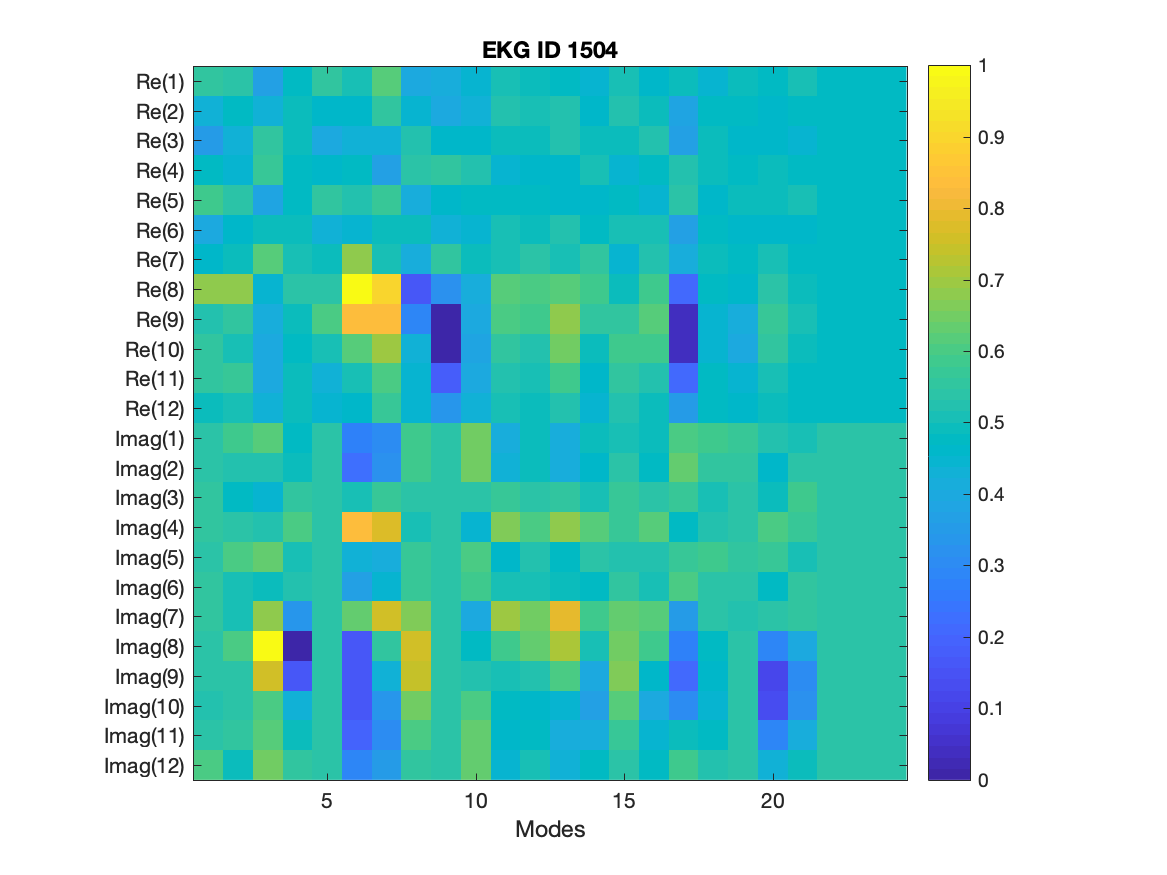 EKG ID 1504
Re(1)
Re(2)
Re(3)
Re(4)
Re(5)
Re(6)
Re(7)
Re(8)
Re(9)
Re(10)
Re(11)
Re(12)
Imag(1)
Imag(2)
Imag(3)
Imag(4)
Imag(5)
Imag(6)
Imag(7)
Imag(8)
Imag(9)
Imag(10)
Imag(11)
Imag(12)
5 10 15 20
Modes
1
0.9
0.8
0.7
0.6
0.5
0.4
0.3
0.2
0.1
0